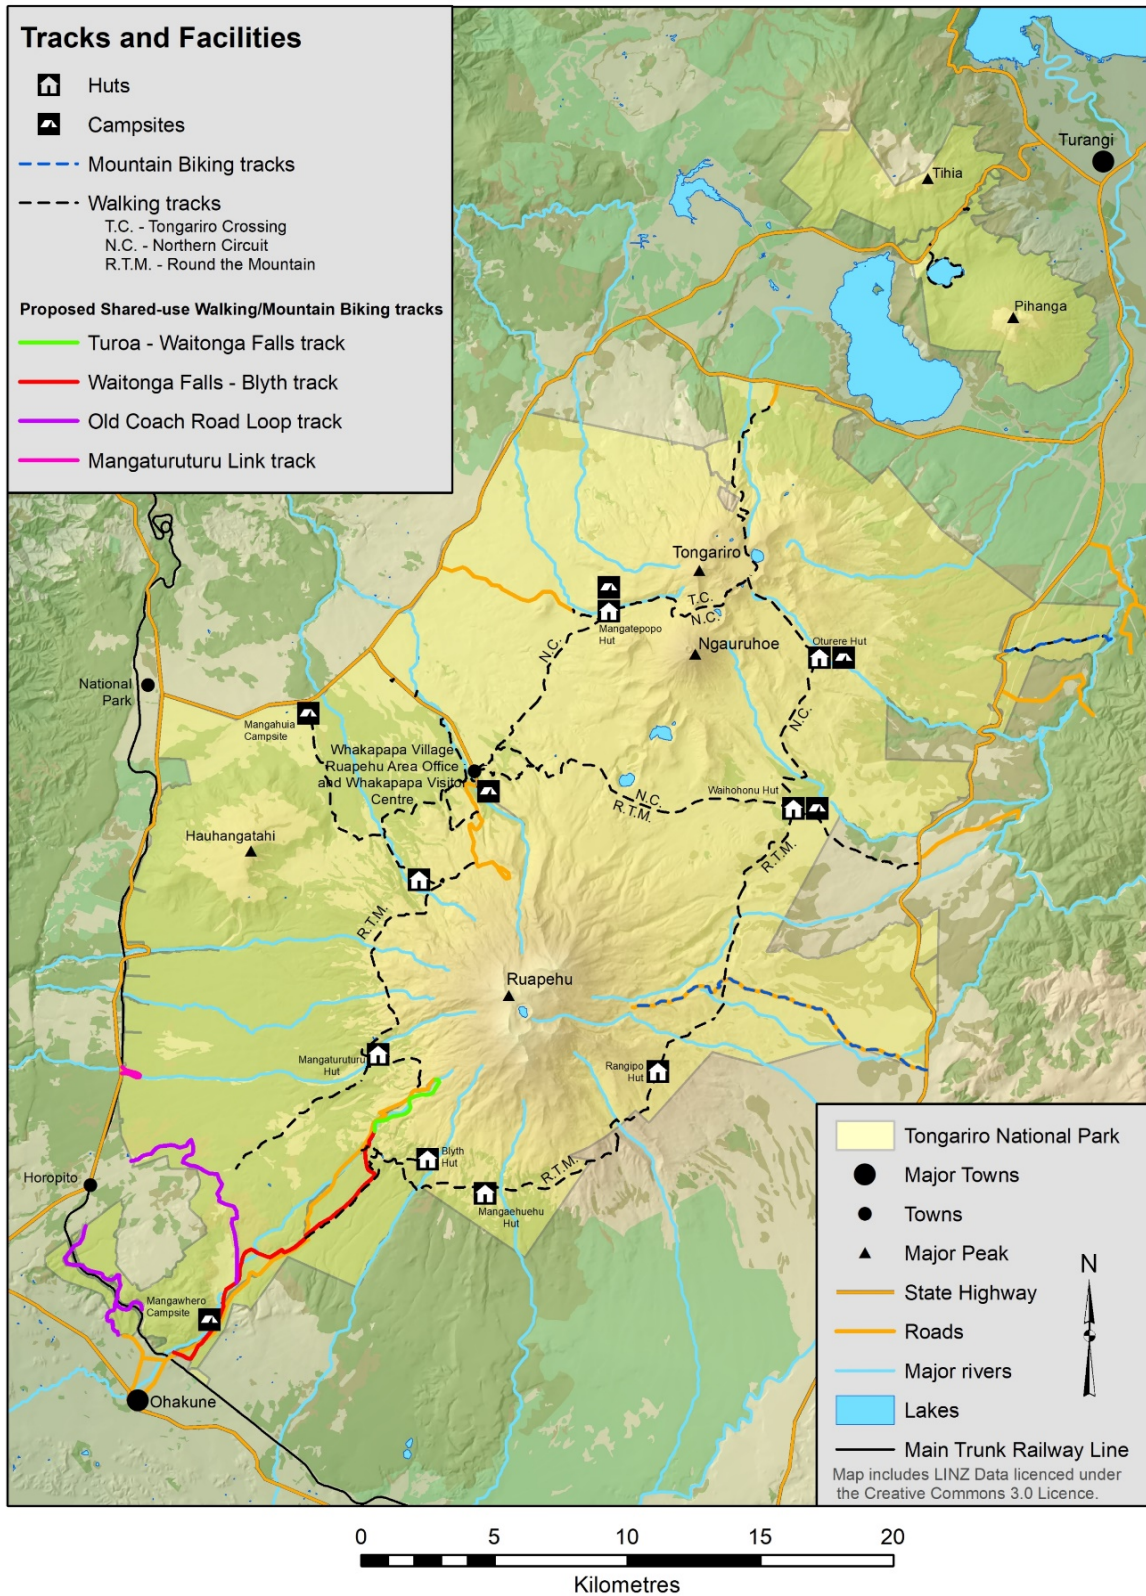 Tracks and Facilities
Huts
Campsites
Mountain Biking tracks
Walking tracks
T.C. - Tongariro Crossing
N.C. - Northern Circuit
R.T.M. - Round the Mountain
Proposed Shared-use Walking/Mountain Biking tracks
Turoa - Waitonga Falls track
Waitonga Falls - Blyth track
Old Coach Road Loop track
Mangaturuturu Link track
Turangi
Tihia
Pihanga
Tongariro
T.C.
N.C.
Mangatepopo
Hut
Ngauruhoe
Oturere Hut
N.C.
N.C.
National
Park
Mangahuia
Campsite
Whakapapa Village
Ruapehu Area Office
and Whakapapa Visitor
Centre
N.C.
R.T.M.
Waihohonu Hut
Hauhangatahi
R.T.M.
R.T.M.
Ruapehu
Mangaturuturu
Hut
Rangipo
Hut
Blyth
Hut
R.T.M.
Mangaehuehu
Hut
Horopito
Mangawhero
Campsite
Ohakune
Tongariro National Park
Major Towns
Towns
Major Peak
N
State Highway
Roads
Major rivers
Lakes
Main Trunk Railway Line
Map includes LINZ Data licenced under
the Creative Commons 3.0 Licence.
0 5 10 15 20
Kilometres